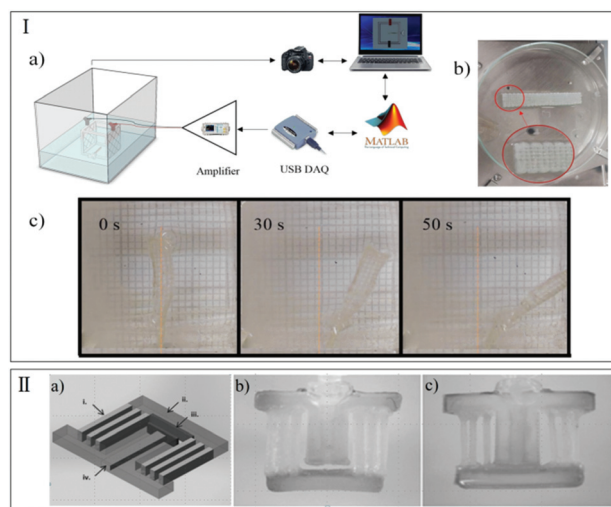 I
a)
b)
Amplifier
USB DAQ
MATLAB
c)
0 s
30 s
50 s
II
a)
b)
c)
i.
ii.
iii.
iv.